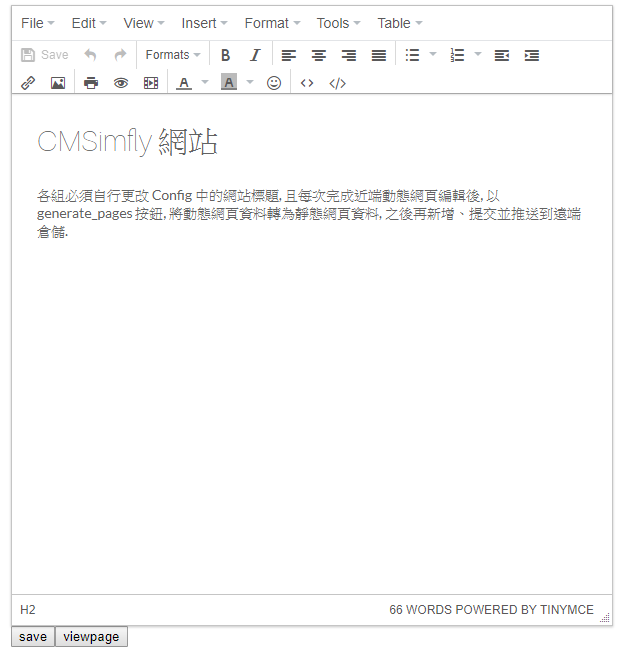 File Edit View Insert Format Tools Table
Save Formats B I
A A
CMSimfly 網站
各組必須自行更改 Config 中的網站標題, 且每次完成近端動態網頁編輯後, 以
generate_pages 按鈕, 將動態網頁資料轉為靜態網頁資料, 之後再新增、提交並推送到遠端
倉儲.
H2 66 WORDS POWERED BY TINYMCE
save viewpage